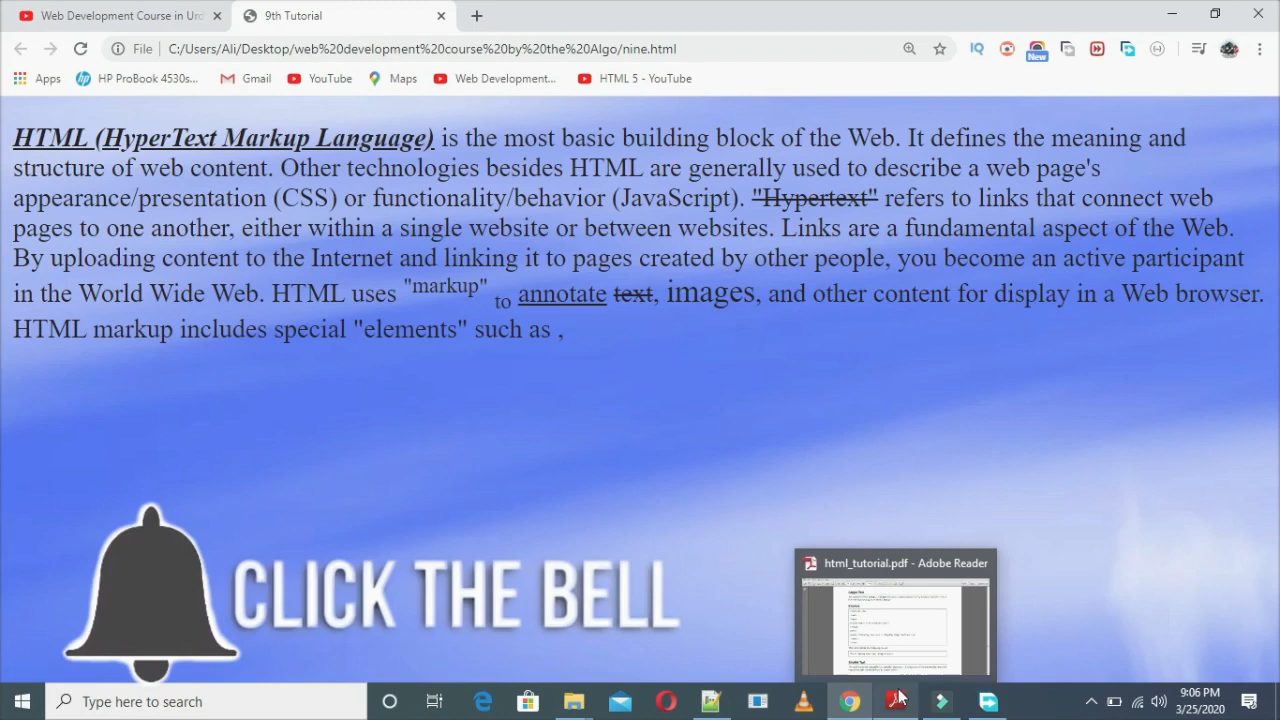 Web Development Course in Urd
9th Tutorial
File
C:/Users/Ali/Desktop/web%20development%20course%20by%20the%20Algo/nine.html
IQ
New
Apps
HP ProBook 4530s...
Gmail
YouTube
Maps
Web Development...
HTML 5 - YouTube
HTML (HyperText Markup Language) is the most basic building block of the Web. It defines the meaning and
structure of web content. Other technologies besides HTML are generally used to describe a web page's
appearance/presentation (CSS) or functionality/behavior (JavaScript). "Hypertext" refers to links that connect web
pages to one another, either within a single website or between websites. Links are a fundamental aspect of the Web.
By uploading content to the Internet and linking it to pages created by other people, you become an active participant
in the World Wide Web. HTML uses "markup" to annotate text, images, and other content for display in a Web browser.
HTML markup includes special "elements" such as ,
CLICK THE BELL
html_tutorial.pdf - Adobe Reader
Type here to search
9:06 PM
3/25/2020